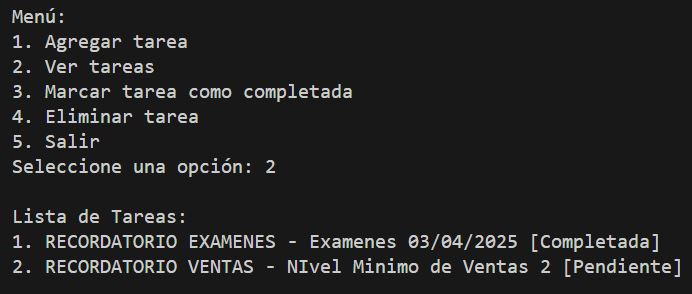 Menú:
1. Agregar tarea
2. Ver tareas
3. Marcar tarea como completada
4. Eliminar tarea
5. Salir
Seleccione una opción: 2
Lista de Tareas:
1. RECORDATORIO EXAMENES - Examenes 03/04/2025 [Completada]
2. RECORDATORIO VENTAS - NIvel Minimo de Ventas 2 [Pendiente]